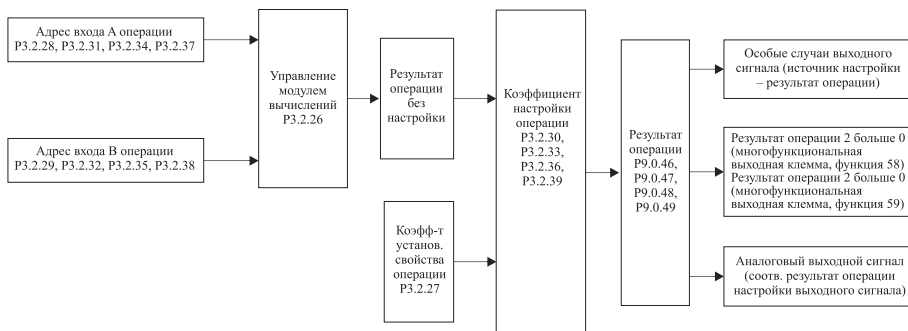 Адрес входа A операции
P3.2.28, P3.2.31, P3.2.34, P3.2.37
Адрес входа B операции
P3.2.29, P3.2.32, P3.2.35, P3.2.38
Управление
модулем
вычислений
P3.2.26
Результат
операции
без
настройки
Коэфф-т
установ.
свойства
операции
P3.2.27
Коэффициент
настройки
операции
P3.2.30,
P3.2.33,
P3.2.36,
P3.2.39
Результат
операции
P9.0.46,
P9.0.47,
P9.0.48,
P9.0.49
Особые случаи выходного
сигнала (источник настройки
– результат операции)
Результат операции 2 больше 0
(многофункциональная
выходная клемма, функция 58)
Результат операции 2 больше 0
(многофункциональная
выходная клемма, функция 59)
Аналоговый выходной сигнал
(соотв. результат операции
настройки выходного сигнала)